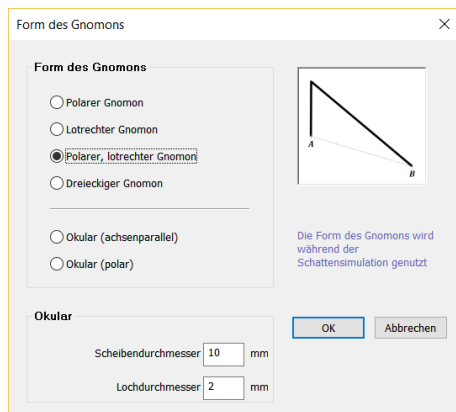 Form des Gnomons
Form des Gnomons
Polarer Gnomon
Lotrechter Gnomon
Polarer, lotrechter Gnomon
Dreieckiger Gnomon
Okular (achsenparallel)
Okular (polar)
A
B
Die Form des Gnomons wird
während der
Schattensimulation genutzt
Okular
Scheibendurchmesser 10 mm
Lochdurchmesser 2 mm
OK
Abbrechen